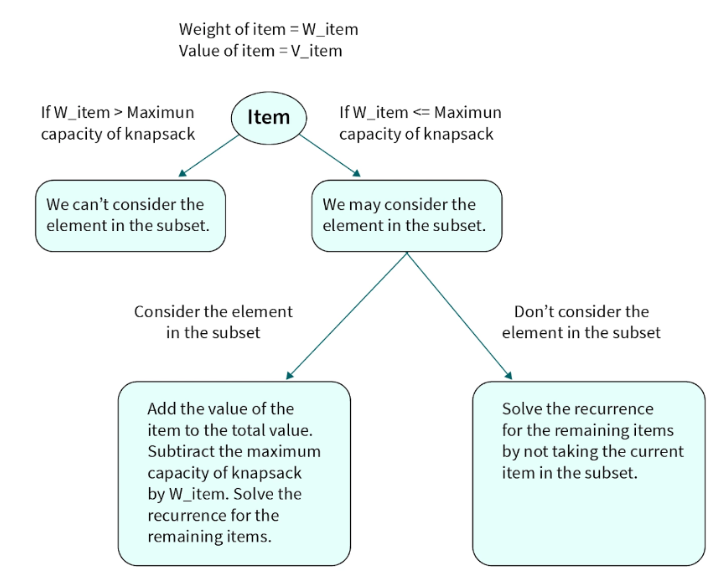 Weight of item = W_item
Value of item = V_item
If W_item > Maximun
capacity of knapsack
Item
If W_item <= Maximun
capacity of knapsack
We can't consider the
element in the subset.
We may consider the
element in the subset.
Consider the element
in the subset
Don't consider the
element in the subset
Add the value of the
item to the total value.
Subtiract the maximum
capacity of knapsack
by W_item. Solve the
recurrence for the
remaining items.
Solve the recurrence
for the remaining items
by not taking the current
item in the subset.